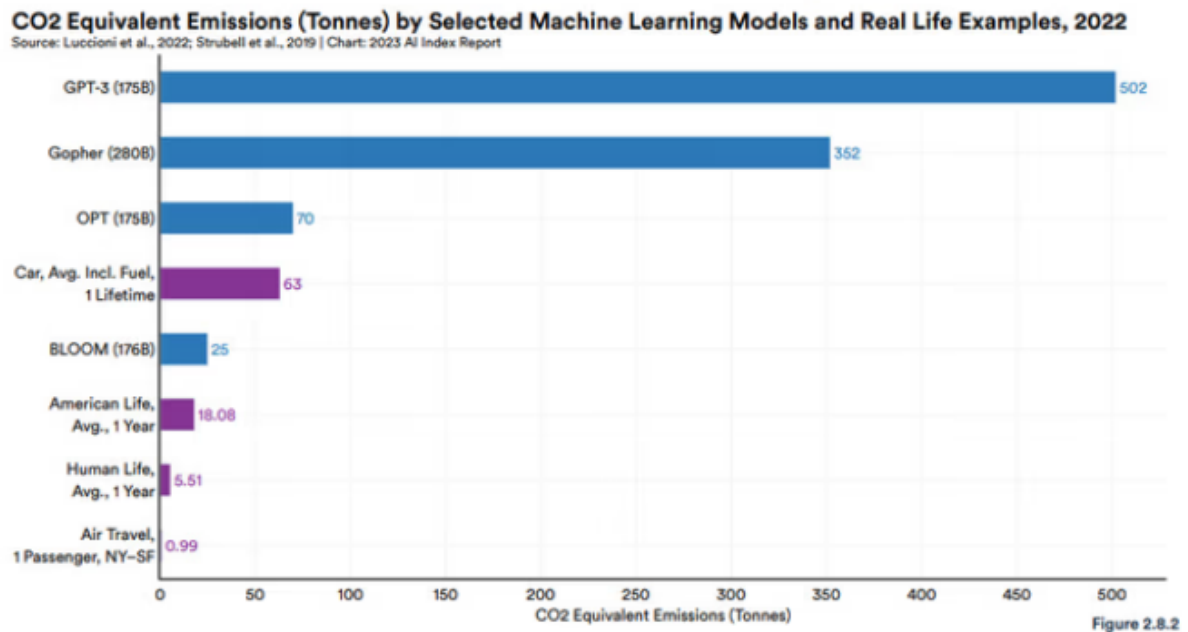 CO2 Equivalent Emissions (Tonnes) by Selected Machine Learning Models and Real Life Examples, 2022
Source: Luccioni et al., 2022; Strubell et al., 2019 | Chart: 2023 AI Index Report
GPT-3 (175B) 502
Gopher (280B) 352
OPT (175B) 70
Car, Avg. Incl. Fuel,
1 Lifetime 63
BLOOM (176B) 25
American Life,
Avg., 1 Year 18.08
Human Life,
Avg., 1 Year 5.51
Air Travel,
1 Passenger, NY–SF 0.99
0 50 100 150 200 250 300 350 400 450 500
CO2 Equivalent Emissions (Tonnes)
Figure 2.8.2